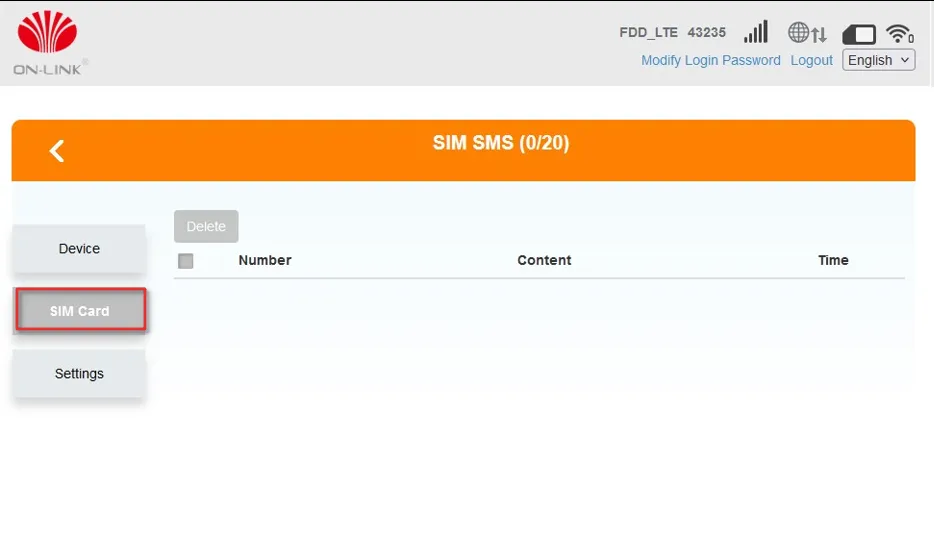 FDD_LTE 43235
0
ON-LINK®
Modify Login Password Logout English
SIM SMS (0/20)
Delete
Device
Number Content Time
SIM Card
Settings